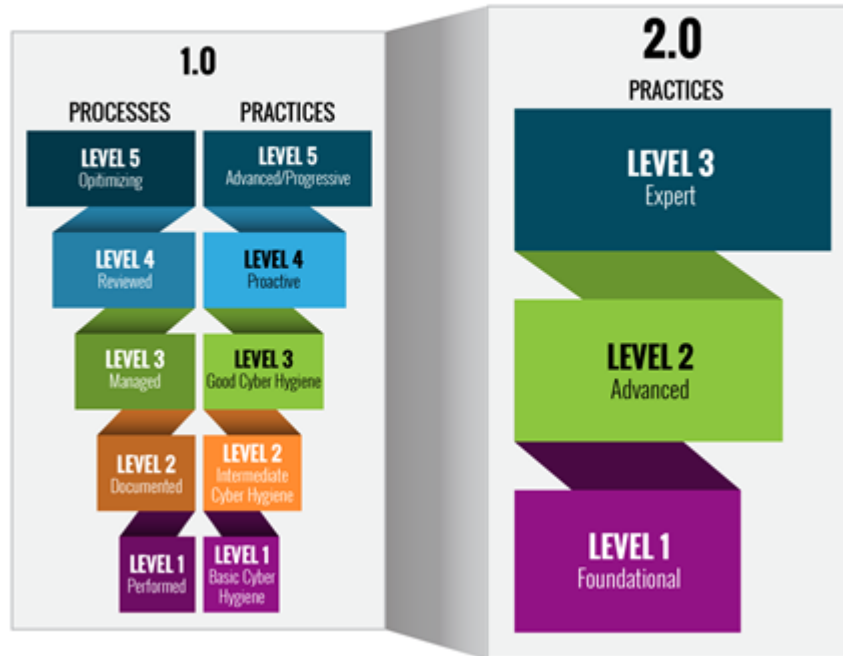 1.0
PROCESSES
PRACTICES
LEVEL 5
Opitimizing
LEVEL 5
Advanced/Progressive
LEVEL 4
Reviewed
LEVEL 4
Proactive
LEVEL 3
Managed
LEVEL 3
Good Cyber Hygiene
LEVEL 2
Documented
LEVEL 2
Intermediate
Cyber Hygiene
LEVEL 1
Performed
LEVEL 1
Basic Cyber
Hygiene
2.0
PRACTICES
LEVEL 3
Expert
LEVEL 2
Advanced
LEVEL 1
Foundational